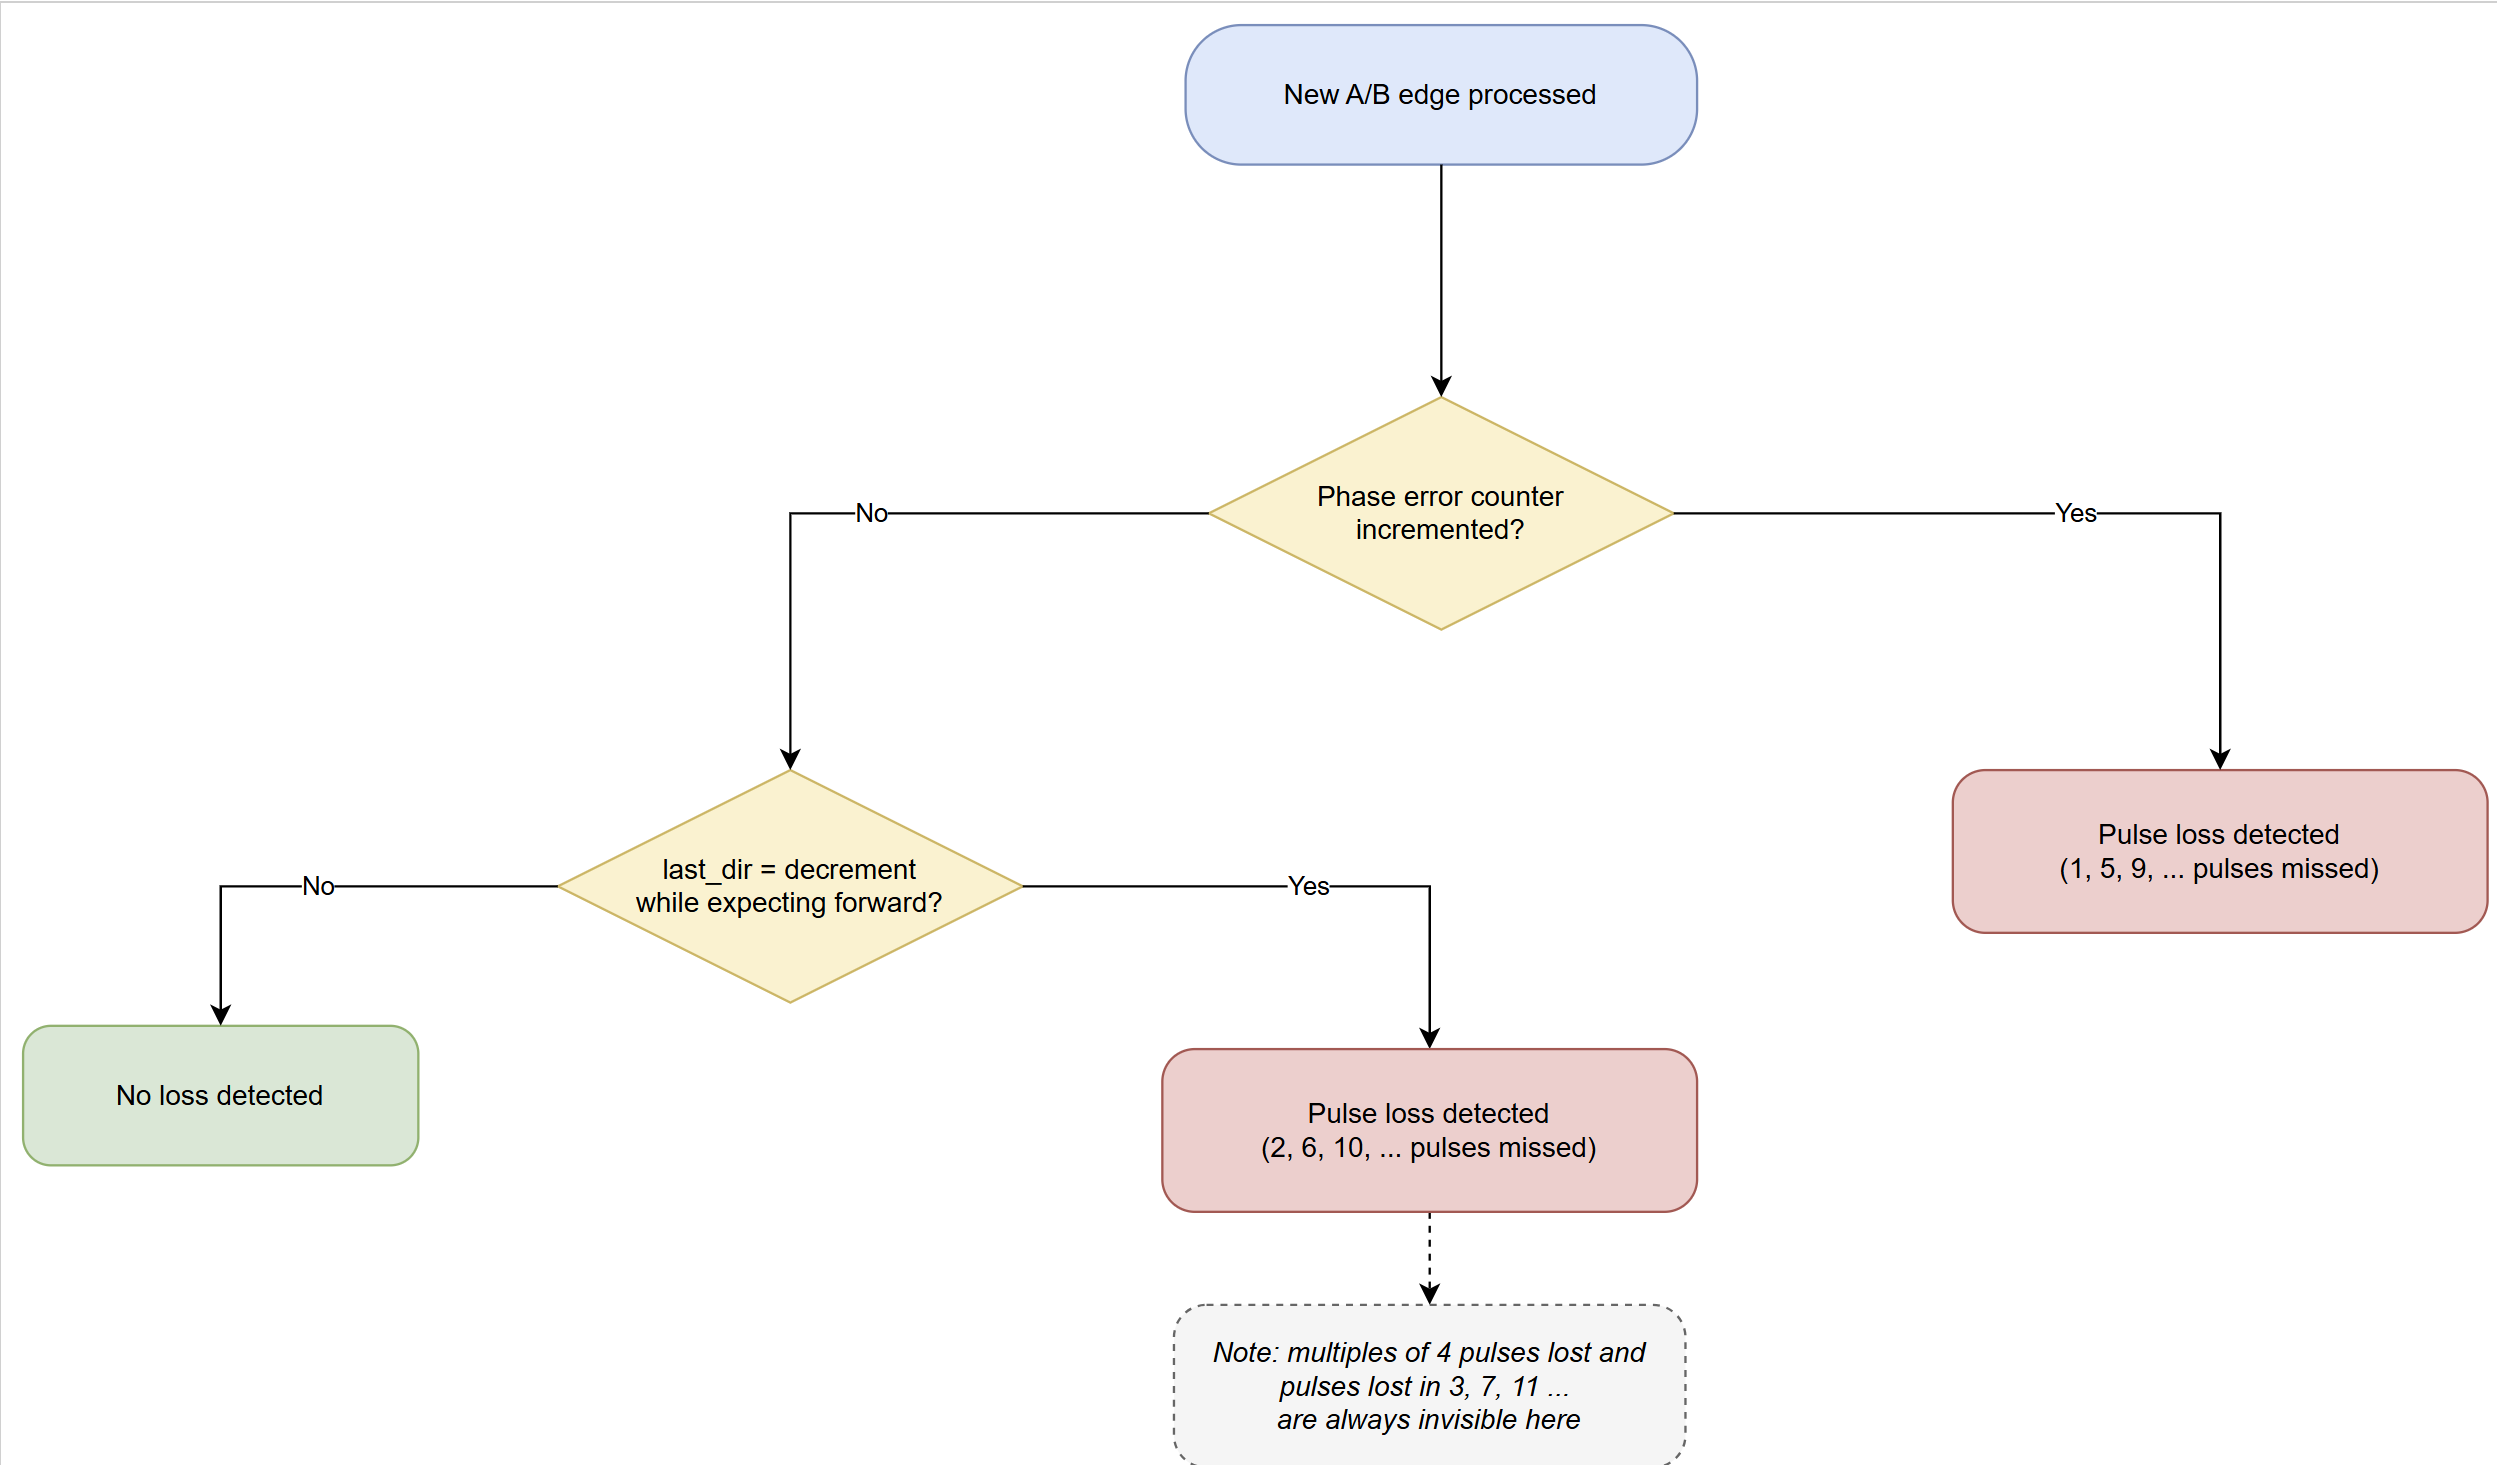 New A/B edge processed
Phase error counter
incremented?
No
Yes
last_dir = decrement
while expecting forward?
No
Yes
Pulse loss detected
(1, 5, 9, ... pulses missed)
No loss detected
Pulse loss detected
(2, 6, 10, ... pulses missed)
Note: multiples of 4 pulses lost and
pulses lost in 3, 7, 11 ...
are always invisible here